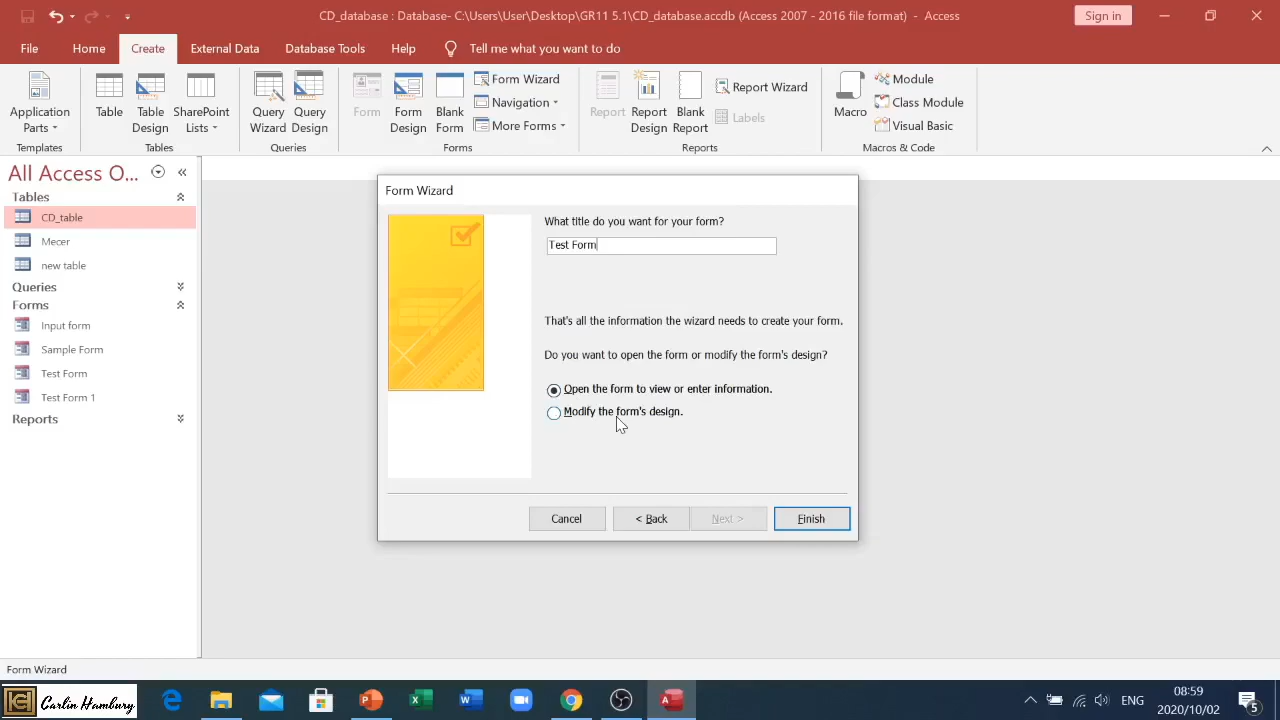 CD_database : Database- C:\Users\User\Desktop\GR11 5.1\CD_database.accdb (Access 2007 - 2016 file format) - Access
Sign in
File Home Create External Data Database Tools Help Tell me what you want to do
Application Parts
Templates
Table
Table Design
SharePoint Lists
Tables
Query Wizard
Query Design
Queries
Form
Form Design
Blank Form
Form Wizard
Navigation
More Forms
Forms
Report
Report Design
Blank Report
Report Wizard
Labels
Reports
Macro
Module
Class Module
Visual Basic
Macros & Code
All Access O...
Tables
CD_table
Mecer
new table
Queries
Forms
Input form
Sample Form
Test Form
Test Form 1
Reports
Form Wizard
What title do you want for your form?
Test Form
That's all the information the wizard needs to create your form.
Do you want to open the form or modify the form's design?
Open the form to view or enter information.
Modify the form's design.
Cancel < Back Next > Finish
Form Wizard
Carlin Hambury
ENG
08:59
2020/10/02
5